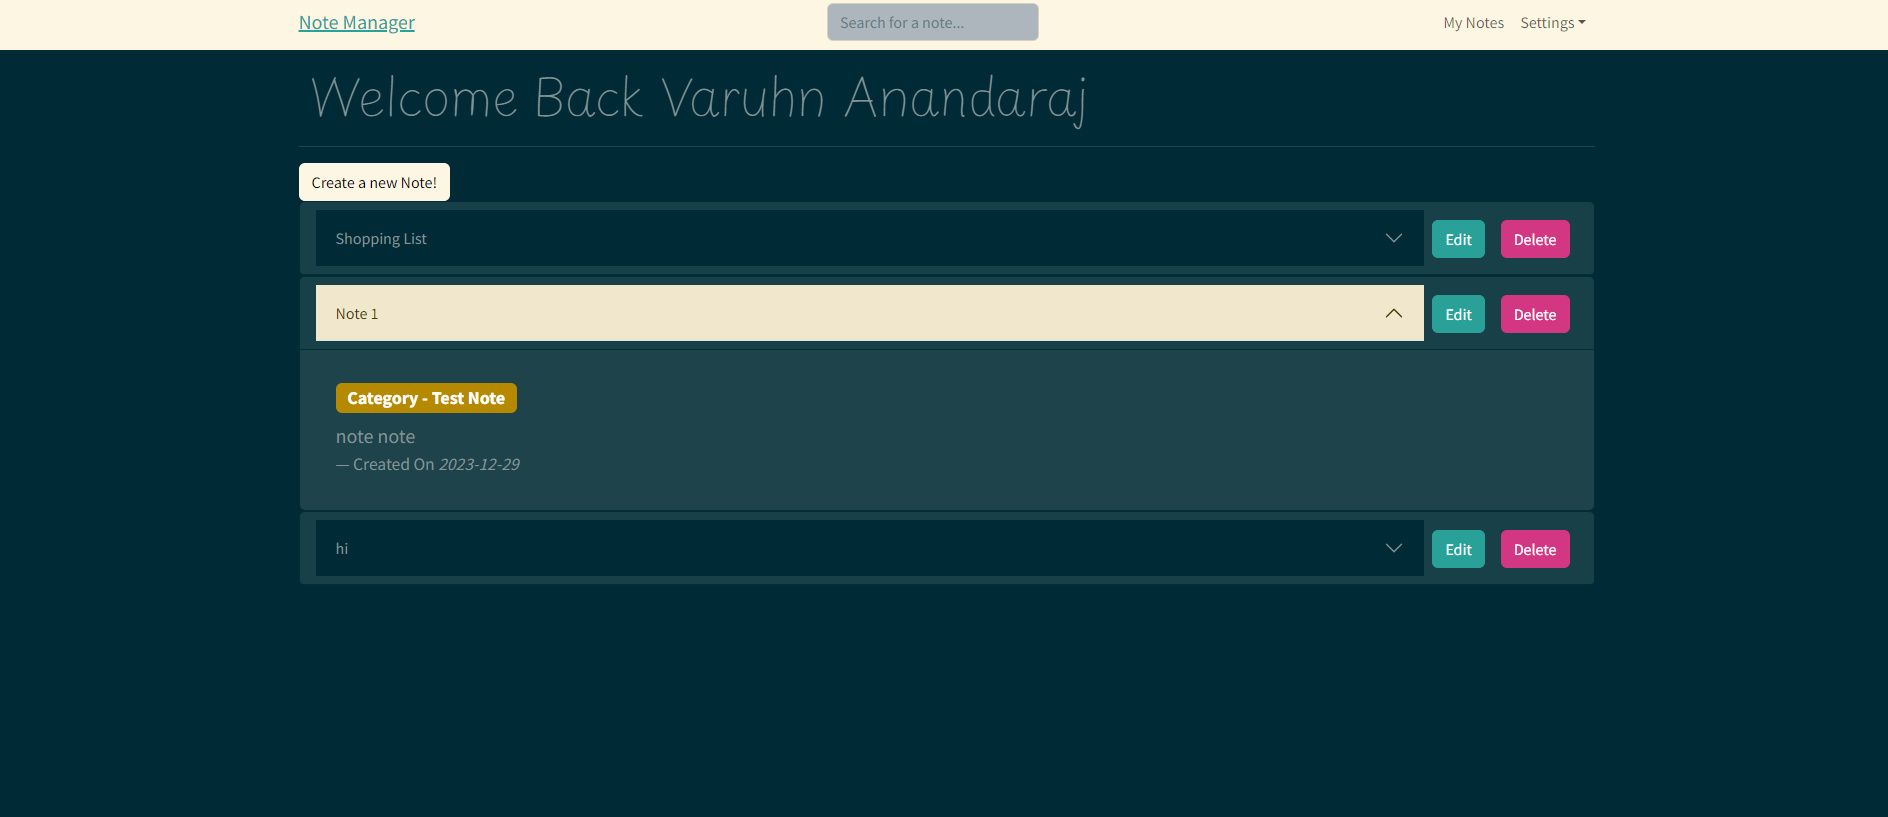 Note Manager
Search for a note...
My Notes
Settings
Welcome Back Varuhn Anandaraj
Create a new Note!
Shopping List
Edit
Delete
Note 1
Edit
Delete
Category - Test Note
note note
— Created On 2023-12-29
hi
Edit
Delete